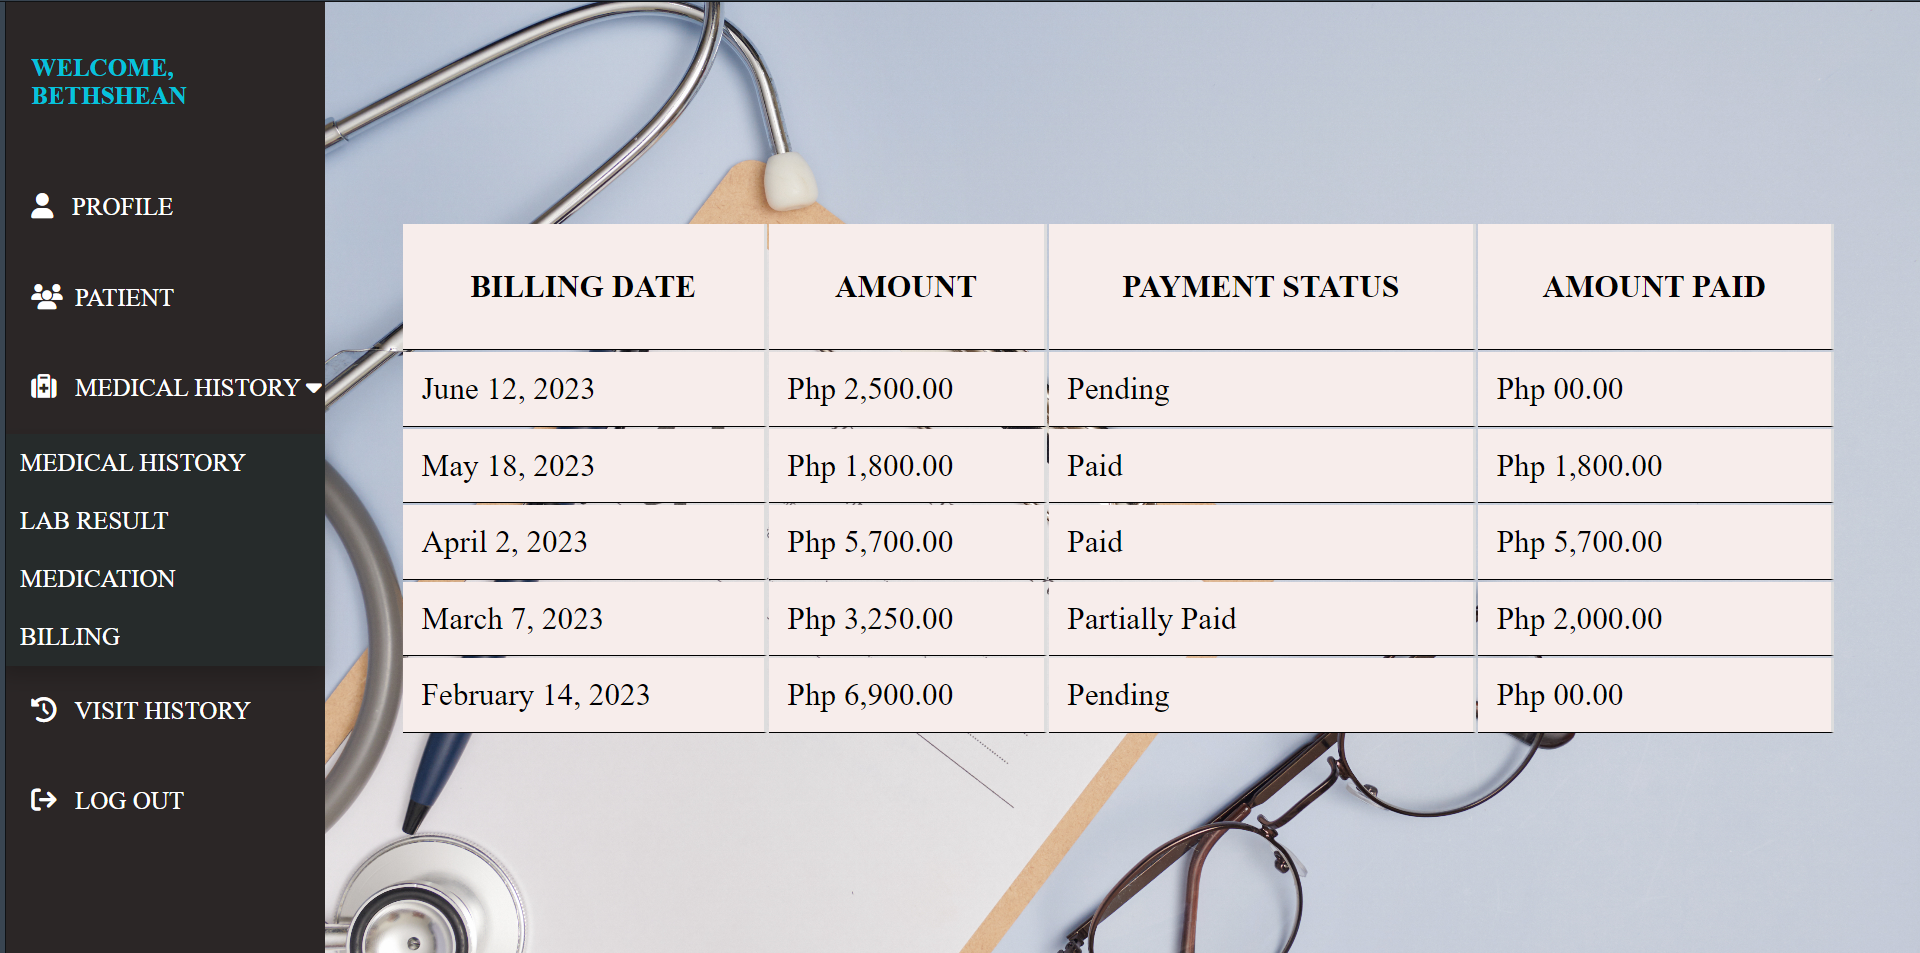 WELCOME,
BETHSHEAN
PROFILE
PATIENT
MEDICAL HISTORY
MEDICAL HISTORY
LAB RESULT
MEDICATION
BILLING
VISIT HISTORY
LOG OUT
BILLING DATE AMOUNT PAYMENT STATUS AMOUNT PAID
June 12, 2023 Php 2,500.00 Pending Php 00.00
May 18, 2023 Php 1,800.00 Paid Php 1,800.00
April 2, 2023 Php 5,700.00 Paid Php 5,700.00
March 7, 2023 Php 3,250.00 Partially Paid Php 2,000.00
February 14, 2023 Php 6,900.00 Pending Php 00.00